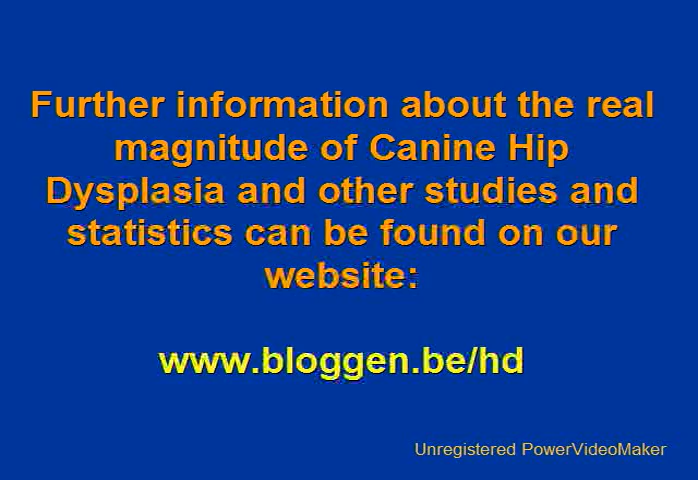 Further information about the real
magnitude of Canine Hip
Dysplasia and other studies and
statistics can be found on our
website:
www.bloggen.be/hd
Unregistered PowerVideoMaker